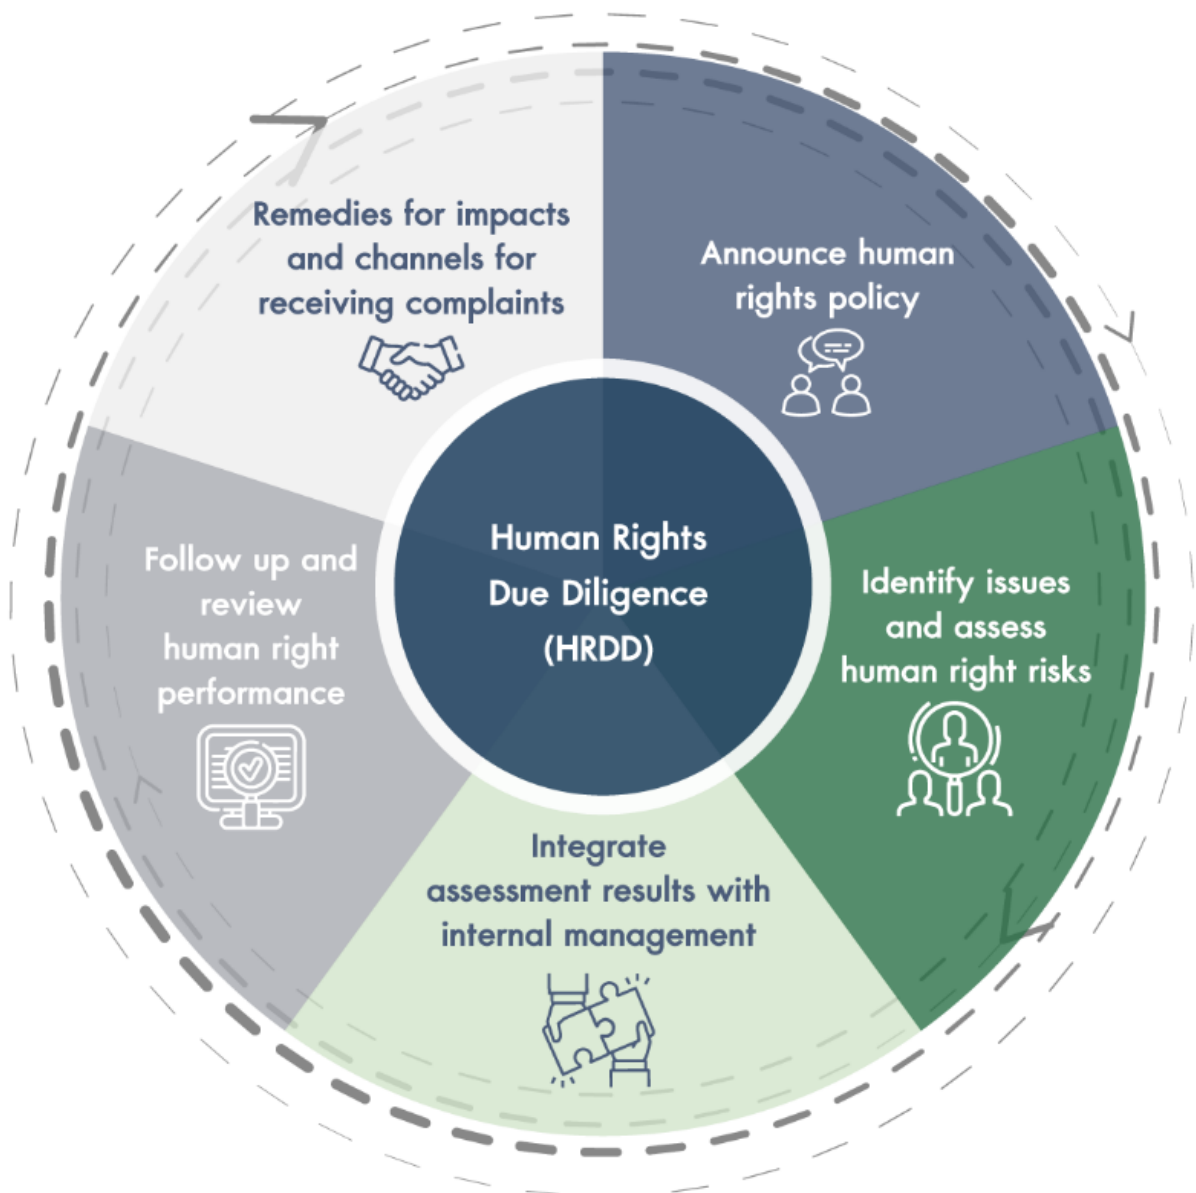 Remedies for impacts
and channels for
receiving complaints
Announce human
rights policy
Human Rights
Due Diligence
(HRDD)
Identify issues
and assess
human right risks
Integrate
assessment results with
internal management
Follow up and
review
human right
performance